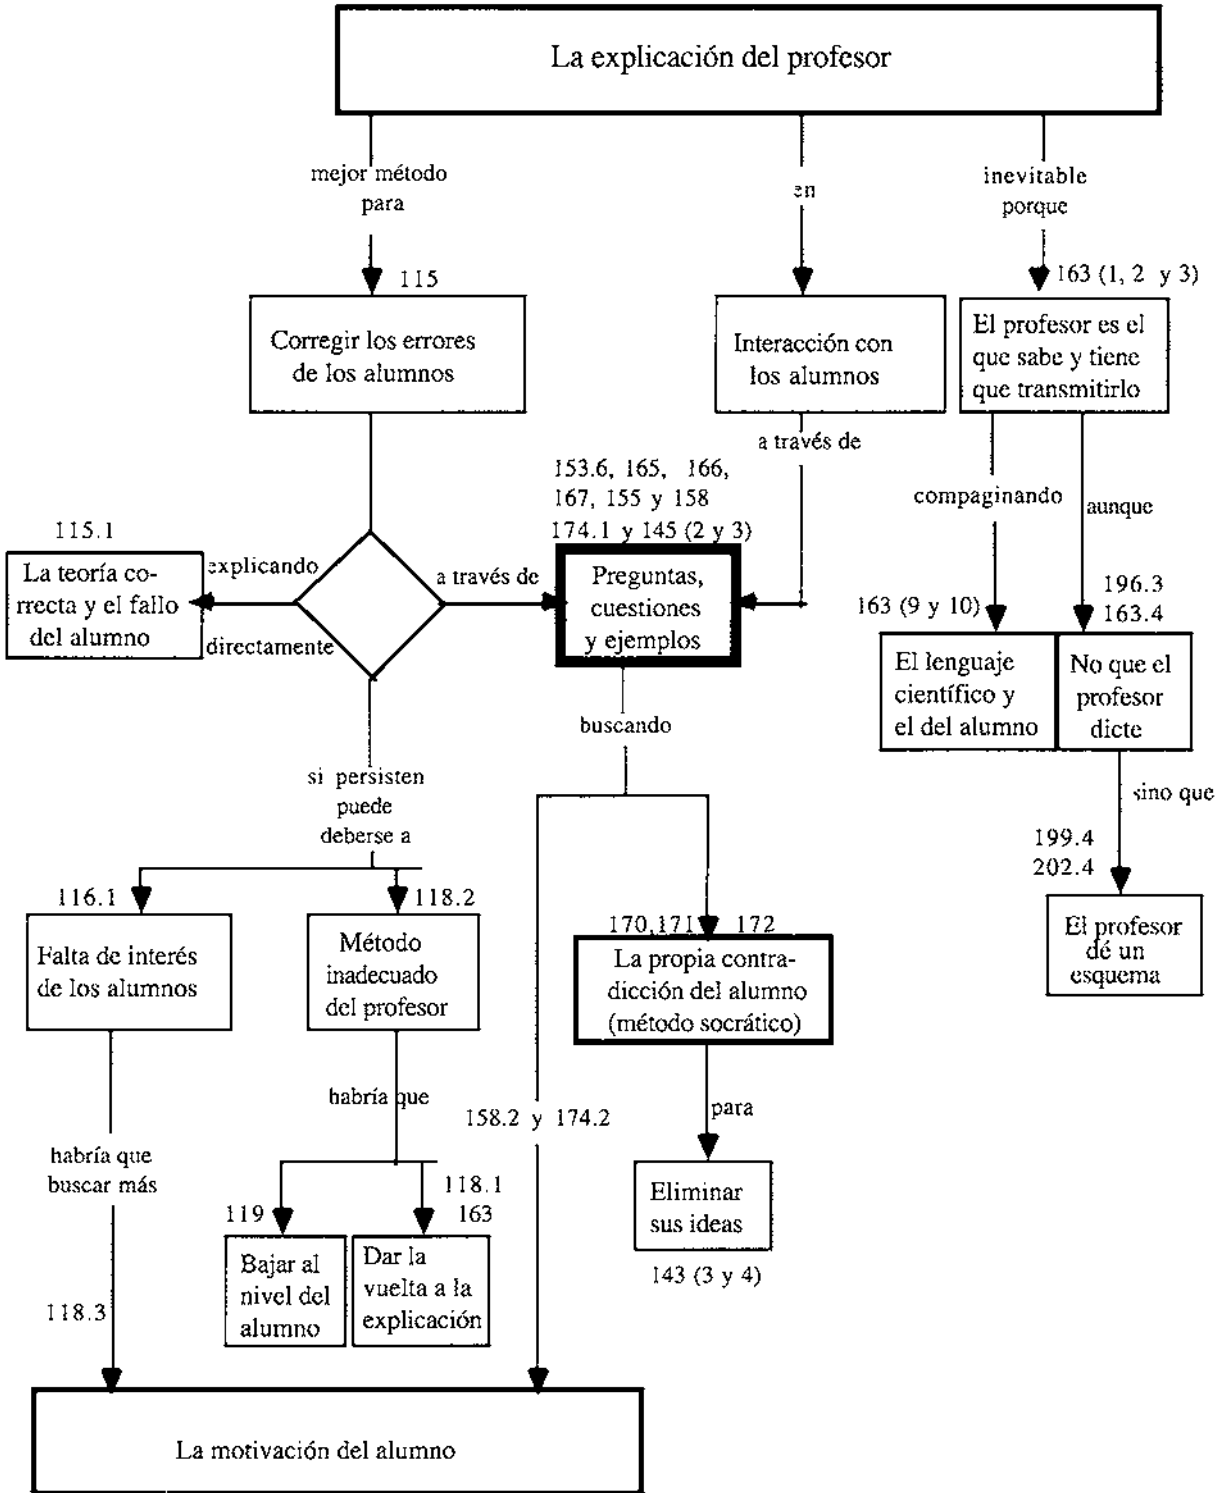 La explicación del profesor
mejor método
para
en
inevitable
porque
115
163 (1, 2 y 3)
Corregir los errores
de los alumnos
Interacción con
los alumnos
El profesor es el
que sabe y tiene
que transmitirlo
a través de
153.6, 165, 166,
167, 155 y 158
174.1 y 145 (2 y 3)
compaginando
aunque
115.1
La teoría co-
rrecta y el fallo
del alumno
explicando
directamente
a través de
Preguntas,
cuestiones
y ejemplos
163 (9 y 10)
196.3
163.4
El lenguaje
científico y
el del alumno
No que el
profesor
dicte
buscando
si persisten
puede
deberse a
sino que
199.4
202.4
116.1
118.2
Falta de interés
de los alumnos
Método
inadecuado
del profesor
170,171
172
La propia contra-
dicción del alumno
(método socrático)
El profesor
dé un
esquema
habría que
158.2 y 174.2
para
habría que
buscar más
118.1
163
119
Bajar al
nivel del
alumno
Dar la
vuelta a la
explicación
Eliminar
sus ideas
143 (3 y 4)
118.3
La motivación del alumno